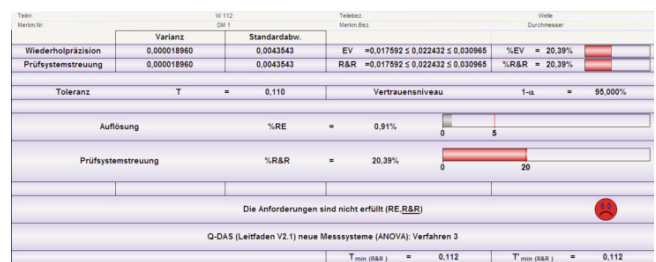 Teilnr. W 112 Teilebez. Welle
Merkm.Nr. DM 1 Merkm.Bez. Durchmesser
Varianz Standardabw.
Wiederholpräzision 0,000018960 0,0043543 EV =0,017592 ≤ 0,022432 ≤ 0,030965 %EV = 20,39%
Prüfsystemstreuung 0,000018960 0,0043543 R&R =0,017592 ≤ 0,022432 ≤ 0,030965 %R&R = 20,39%
Toleranz T = 0,110 Vertrauensniveau 1-α = 95,000%
Auflösung %RE = 0,91%
0 5
Prüfsystemstreuung %R&R = 20,39%
0 20
Die Anforderungen sind nicht erfüllt (RE,R&R)
Q-DAS (Leitfaden V2.1) neue Messsysteme (ANOVA): Verfahren 3
Tmin (R&R) = 0,112 T'min (R&R) = 0,112